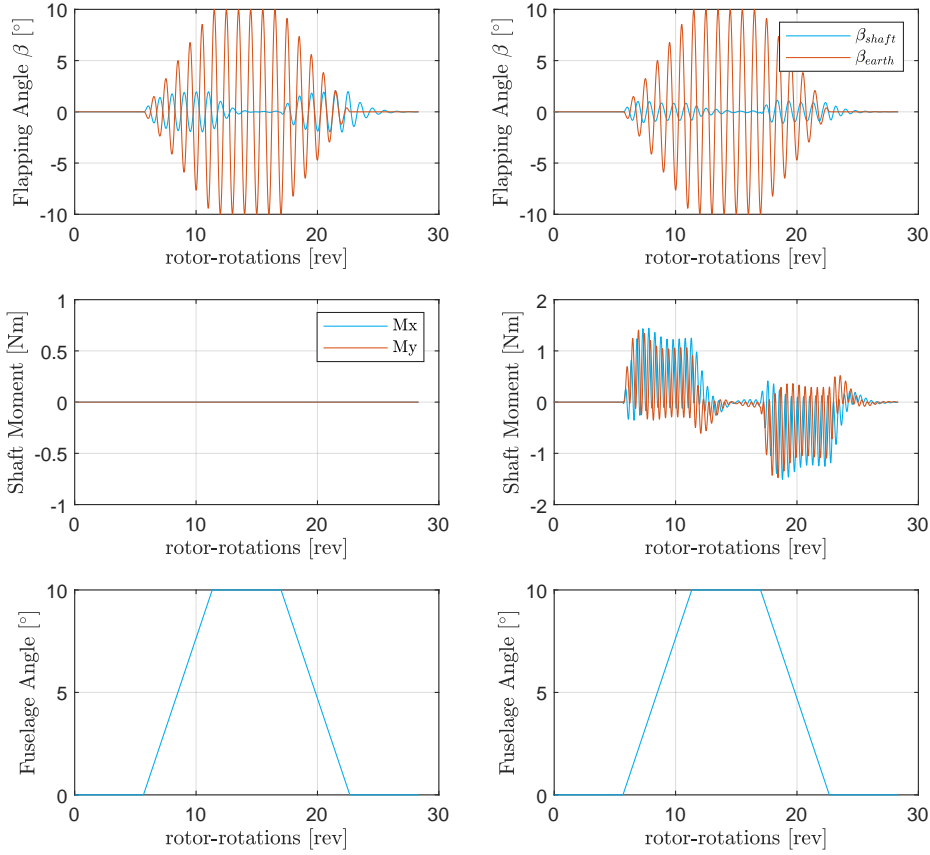 10
5
0
-5
-10
Flapping Angle β [°]
0 10 20 30
rotor-rotations [rev]
10
5
0
-5
-10
Flapping Angle β [°]
β_shaft
β_earth
0 10 20 30
rotor-rotations [rev]
1
0.5
0
-0.5
-1
Shaft Moment [Nm]
Mx
My
0 10 20 30
rotor-rotations [rev]
2
1
0
-1
-2
Shaft Moment [Nm]
0 10 20 30
rotor-rotations [rev]
10
5
0
Fuselage Angle [°]
0 10 20 30
rotor-rotations [rev]
10
5
0
Fuselage Angle [°]
0 10 20 30
rotor-rotations [rev]